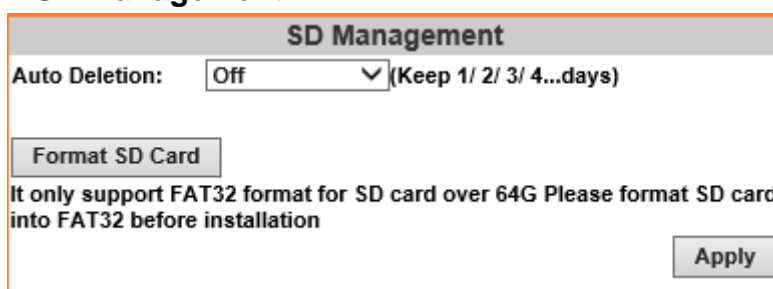 SD Management
Auto Deletion: Off (Keep 1/ 2/ 3/ 4...days)
Format SD Card
It only support FAT32 format for SD card over 64G Please format SD card
into FAT32 before installation
Apply